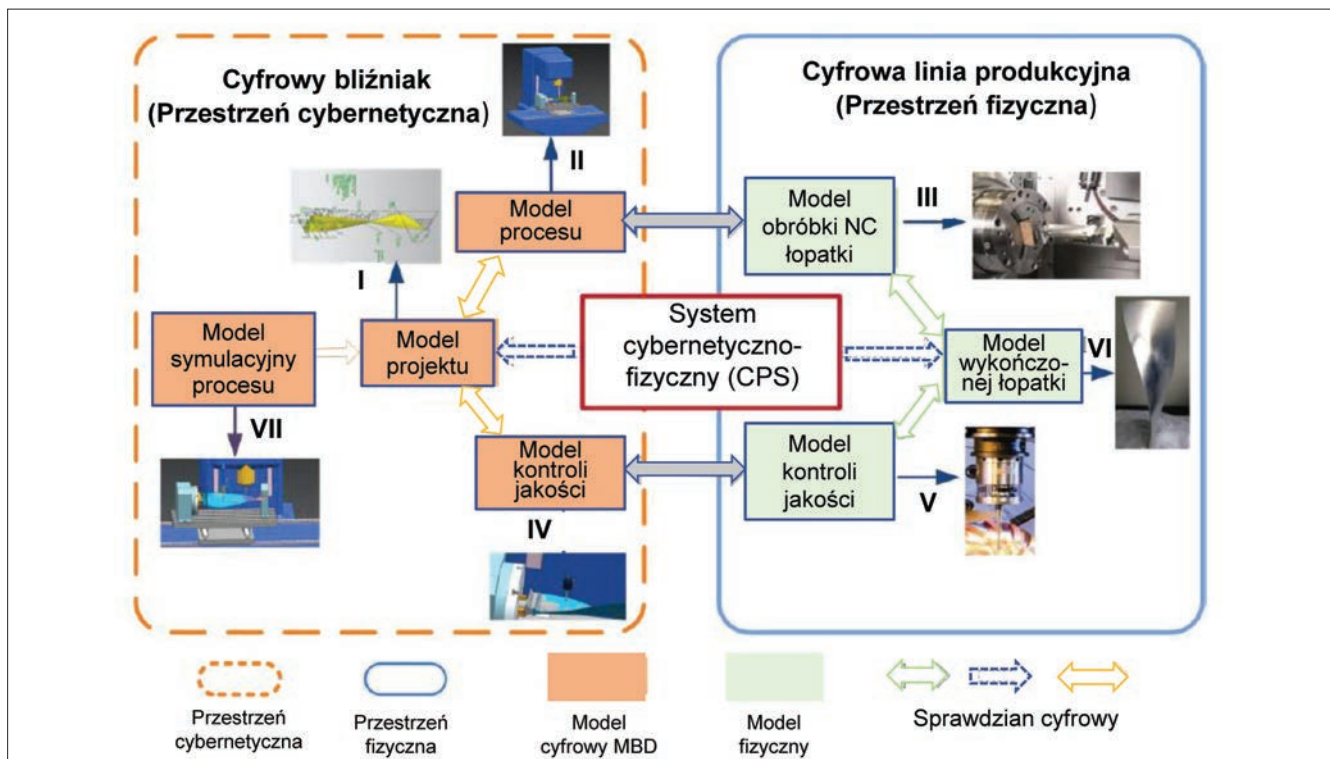 Cyfrowy bliźniak
(Przestrzeń cybernetyczna)
II
Model
procesu
I
Model
symulacyjny
procesu
Model
projektu
VII
Model
kontroli
jakości
IV
System
cybernetyczno-
fizyczny (CPS)
Cyfrowa linia produkcyjna
(Przestrzeń fizyczna)
Model
obróbki NC
łopatki
III
Model
wykończo-
nej łopatki
VI
Model
kontroli
jakości
V
Przestrzeń
cybernetyczna
Przestrzeń
fizyczna
Model
cyfrowy MBD
Model
fizyczny
Sprawdzian cyfrowy